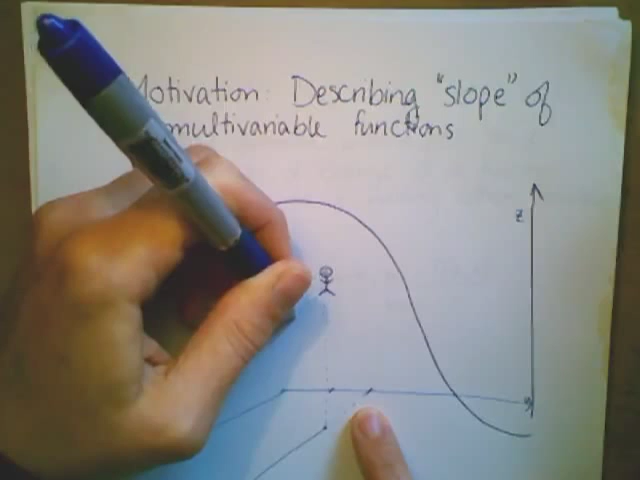 Motivation: Describing "slope" of
multivariable functions
z
y